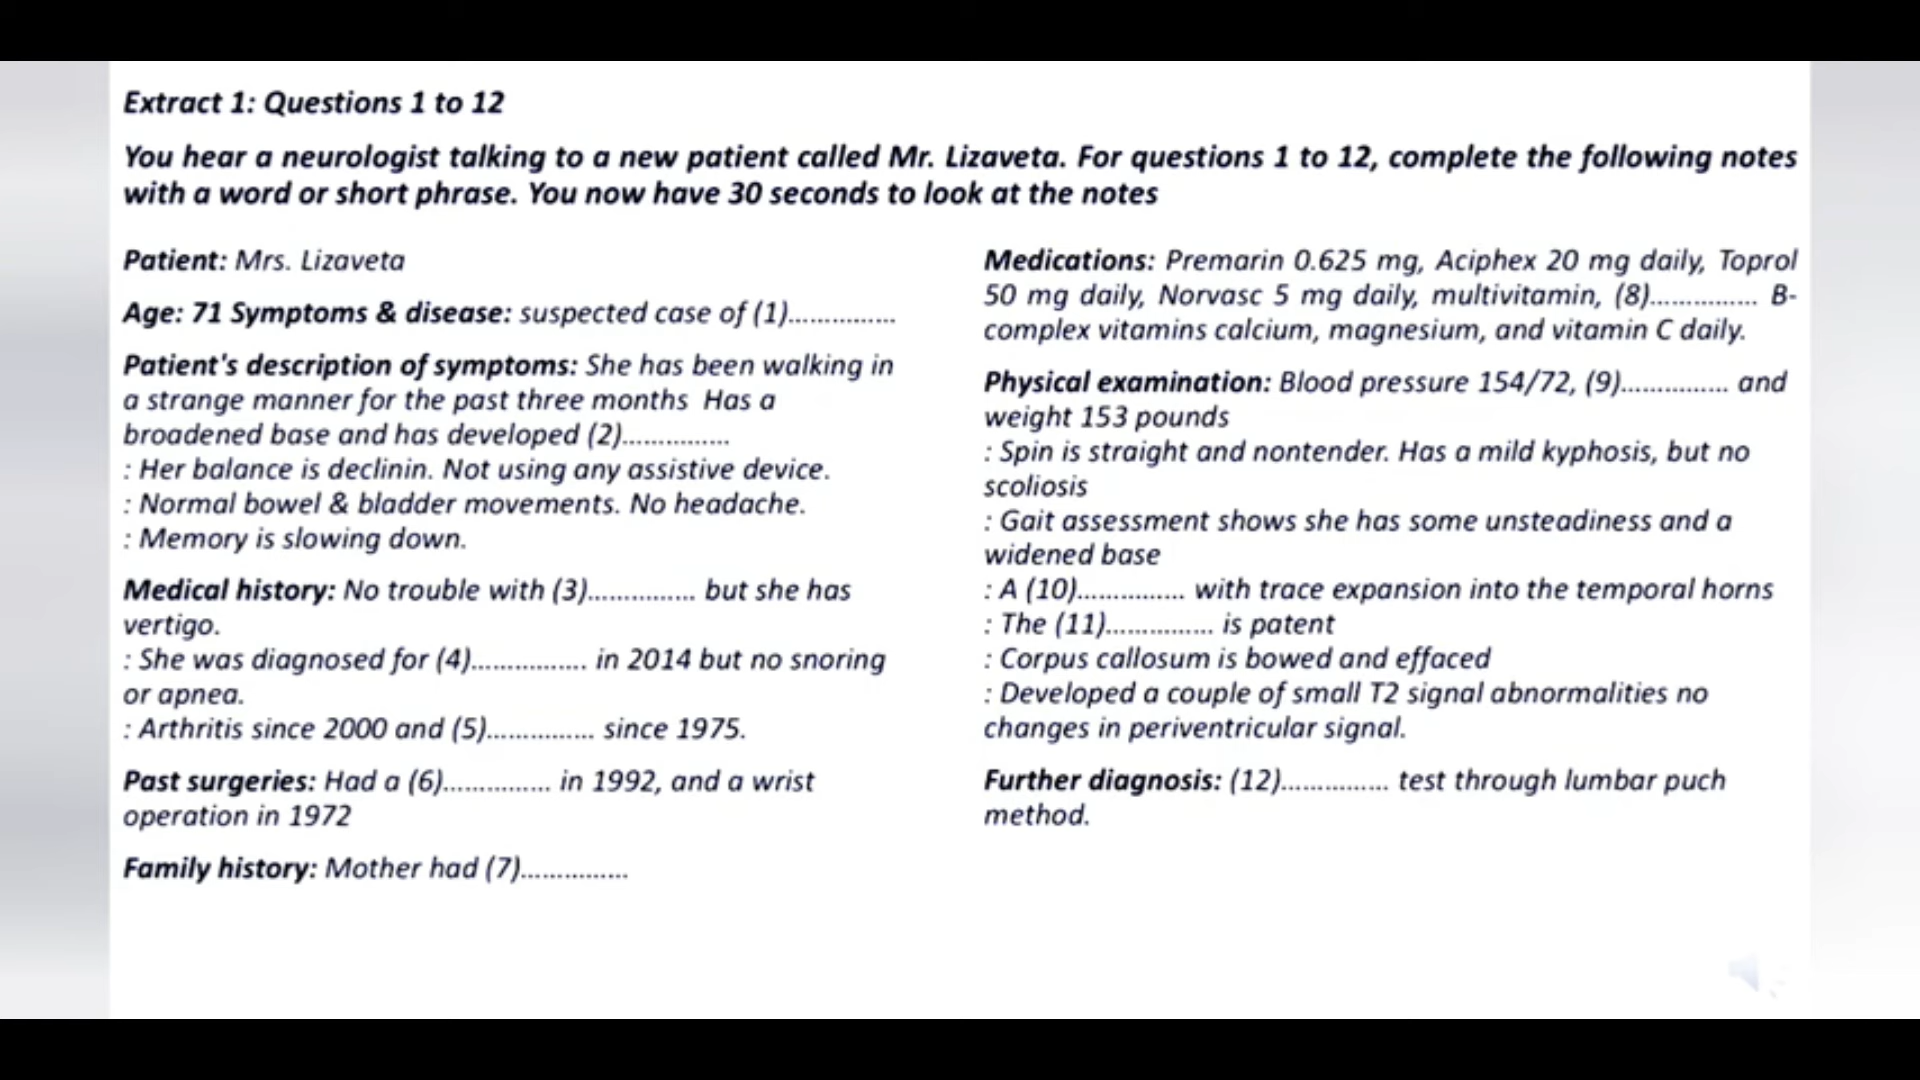 Extract 1: Questions 1 to 12
You hear a neurologist talking to a new patient called Mr. Lizaveta. For questions 1 to 12, complete the following notes
with a word or short phrase. You now have 30 seconds to look at the notes
Patient: Mrs. Lizaveta
Age: 71 Symptoms & disease: suspected case of (1)...............
Patient's description of symptoms: She has been walking in
a strange manner for the past three months Has a
broadened base and has developed (2)...............
: Her balance is declinin. Not using any assistive device.
: Normal bowel & bladder movements. No headache.
: Memory is slowing down.
Medical history: No trouble with (3)............... but she has
vertigo.
: She was diagnosed for (4)................ in 2014 but no snoring
or apnea.
: Arthritis since 2000 and (5)............... since 1975.
Past surgeries: Had a (6)............... in 1992, and a wrist
operation in 1972
Family history: Mother had (7)...............
Medications: Premarin 0.625 mg, Aciphex 20 mg daily, Toprol
50 mg daily, Norvasc 5 mg daily, multivitamin, (8)............... B-
complex vitamins calcium, magnesium, and vitamin C daily.
Physical examination: Blood pressure 154/72, (9)............... and
weight 153 pounds
: Spin is straight and nontender. Has a mild kyphosis, but no
scoliosis
: Gait assessment shows she has some unsteadiness and a
widened base
: A (10)............... with trace expansion into the temporal horns
: The (11)............... is patent
: Corpus callosum is bowed and effaced
: Developed a couple of small T2 signal abnormalities no
changes in periventricular signal.
Further diagnosis: (12)............... test through lumbar puch
method.